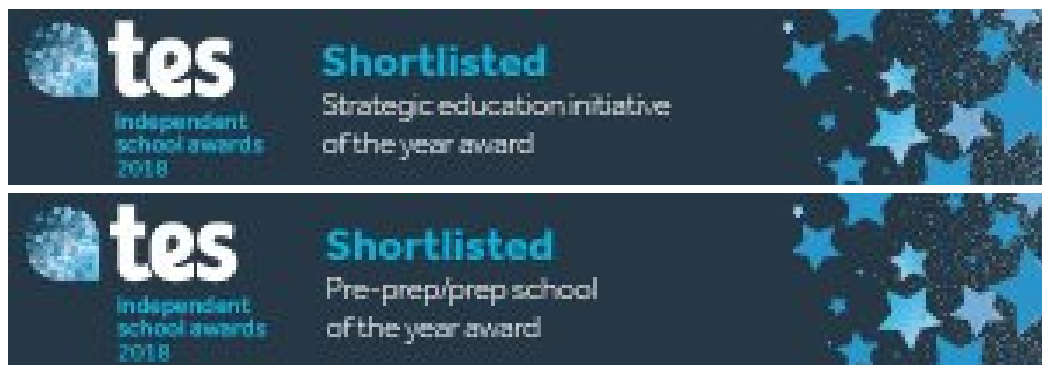 tes
independent
school awards
2018
Shortlisted
Strategic education initiative
of the year award
tes
independent
school awards
2018
Shortlisted
Pre-prep/prep school
of the year award